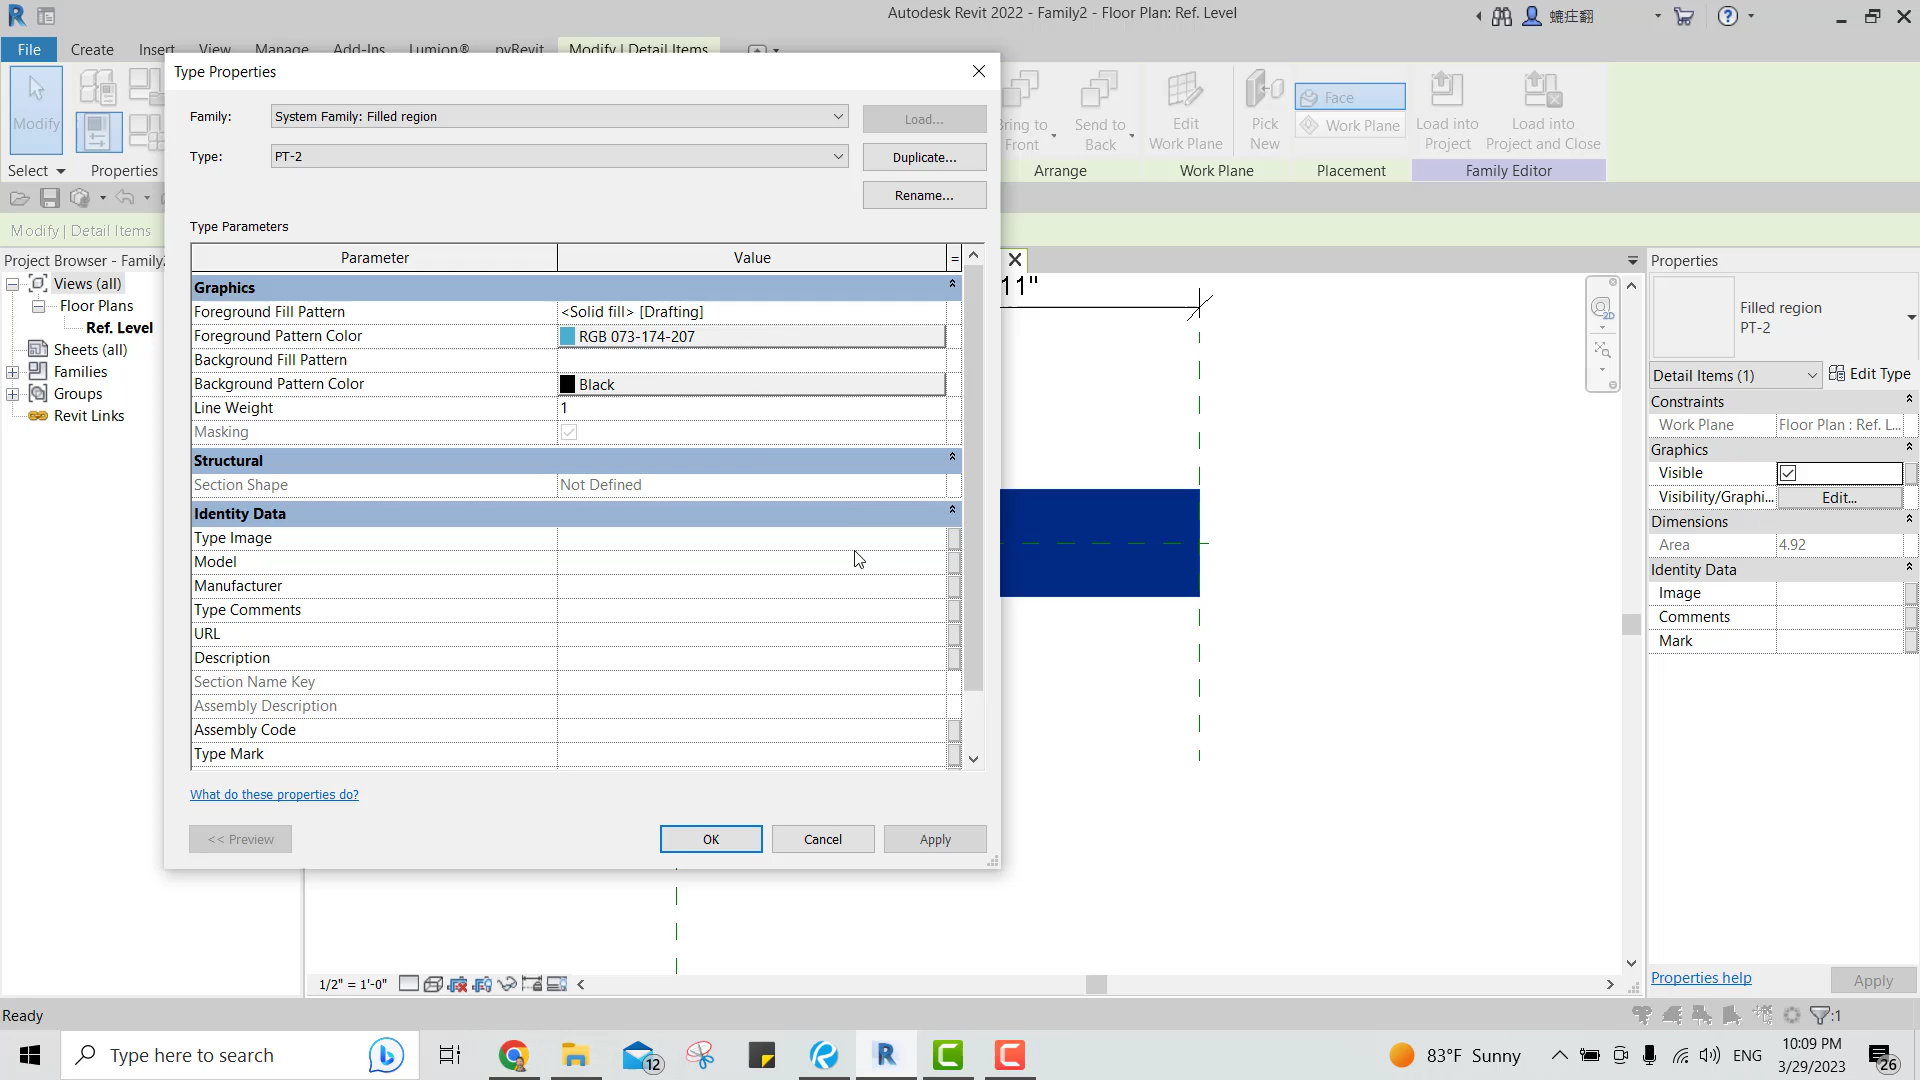 Autodesk Revit 2022 - Family2 - Floor Plan: Ref. Level
File Create Insert View Manage Add-Ins Lumion® pyRevit Modify | Detail Items
Modify
Select
Properties
Bring to Front
Send to Back
Arrange
Edit Work Plane
Work Plane
Pick New
Face
Work Plane
Placement
Load into Project
Load into Project and Close
Family Editor
Modify | Detail Items
Project Browser - Family2
Views (all)
Floor Plans
Ref. Level
Sheets (all)
Families
Groups
Revit Links
Type Properties
Family: System Family: Filled region Load...
Type: PT-2 Duplicate...
Rename...
Type Parameters
Parameter Value =
Graphics
Foreground Fill Pattern <Solid fill> [Drafting]
Foreground Pattern Color RGB 073-174-207
Background Fill Pattern
Background Pattern Color Black
Line Weight 1
Masking
Structural
Section Shape Not Defined
Identity Data
Type Image
Model
Manufacturer
Type Comments
URL
Description
Section Name Key
Assembly Description
Assembly Code
Type Mark
What do these properties do?
<< Preview OK Cancel Apply
11"
2D
Properties
Filled region
PT-2
Detail Items (1) Edit Type
Constraints
Work Plane Floor Plan : Ref. L...
Graphics
Visible
Visibility/Graphi... Edit...
Dimensions
Area 4.92
Identity Data
Image
Comments
Mark
Properties help Apply
1/2" = 1'-0"
Ready
:1
Type here to search
12
83°F Sunny
ENG
10:09 PM
3/29/2023
26